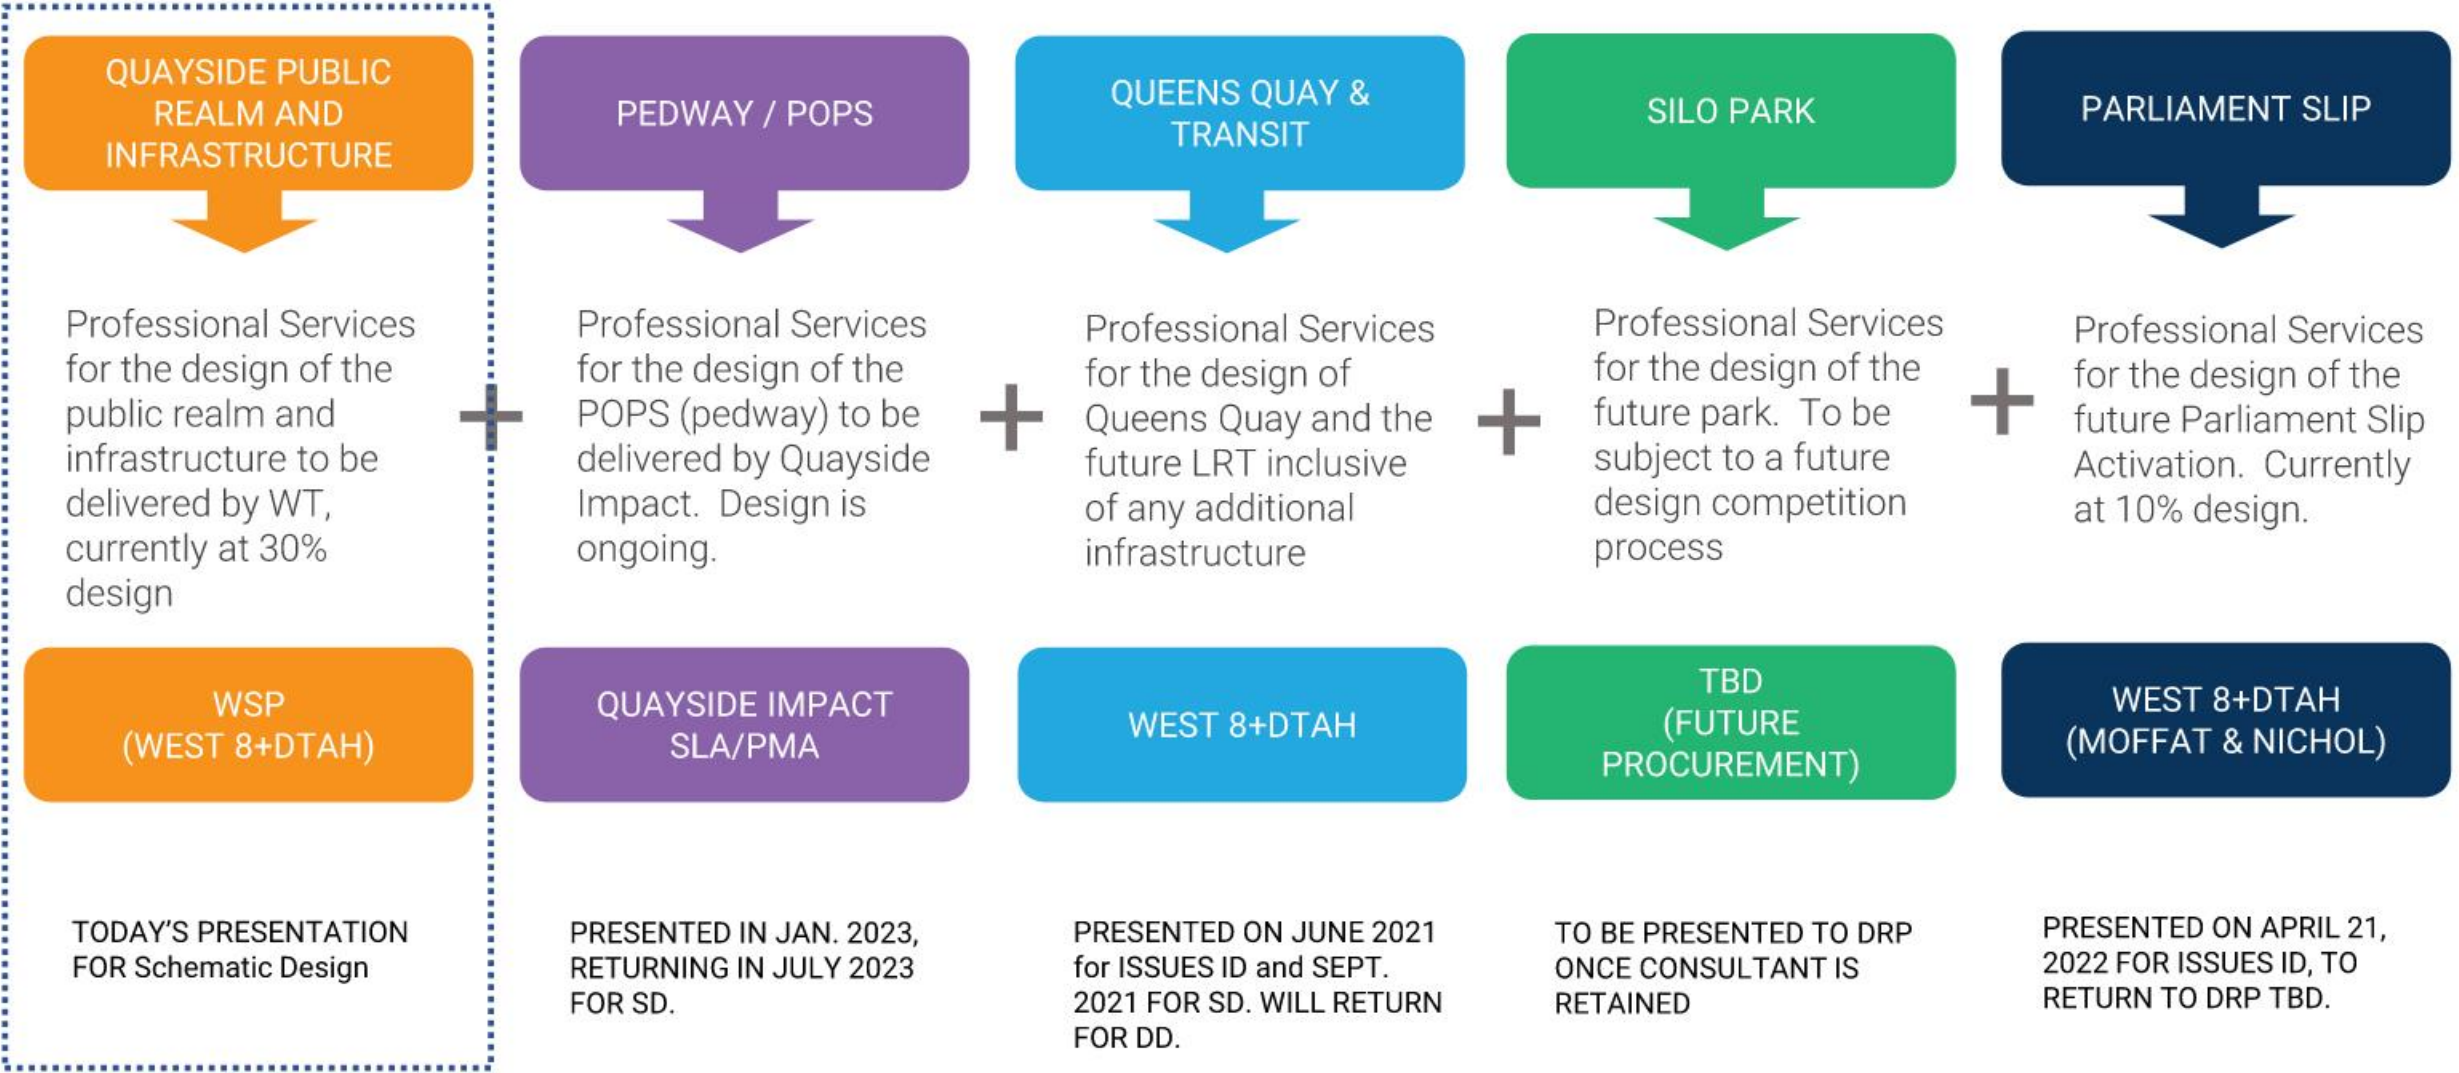 QUAYSIDE PUBLIC
REALM AND
INFRASTRUCTURE
Professional Services
for the design of the
public realm and
infrastructure to be
delivered by WT,
currently at 30%
design
WSP
(WEST 8+DTAH)
TODAY'S PRESENTATION
FOR Schematic Design
PEDWAY / POPS
Professional Services
for the design of the
POPS (pedway) to be
delivered by Quayside
Impact. Design is
ongoing.
QUAYSIDE IMPACT
SLA/PMA
PRESENTED IN JAN. 2023,
RETURNING IN JULY 2023
FOR SD.
QUEENS QUAY &
TRANSIT
Professional Services
for the design of
Queens Quay and the
future LRT inclusive
of any additional
infrastructure
WEST 8+DTAH
PRESENTED ON JUNE 2021
for ISSUES ID and SEPT.
2021 FOR SD. WILL RETURN
FOR DD.
SILO PARK
Professional Services
for the design of the
future park. To be
subject to a future
design competition
process
TBD
(FUTURE
PROCUREMENT)
TO BE PRESENTED TO DRP
ONCE CONSULTANT IS
RETAINED
PARLIAMENT SLIP
Professional Services
for the design of the
future Parliament Slip
Activation. Currently
at 10% design.
WEST 8+DTAH
(MOFFAT & NICHOL)
PRESENTED ON APRIL 21,
2022 FOR ISSUES ID, TO
RETURN TO DRP TBD.